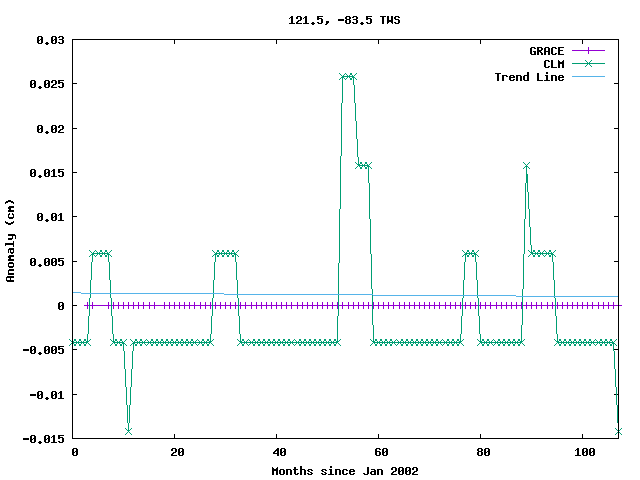 121.5, -83.5 TWS
GRACE
CLM
Trend Line
0.03
0.025
0.02
0.015
0.01
0.005
0
-0.005
-0.01
-0.015
Anomaly (cm)
0 20 40 60 80 100
Months since Jan 2002